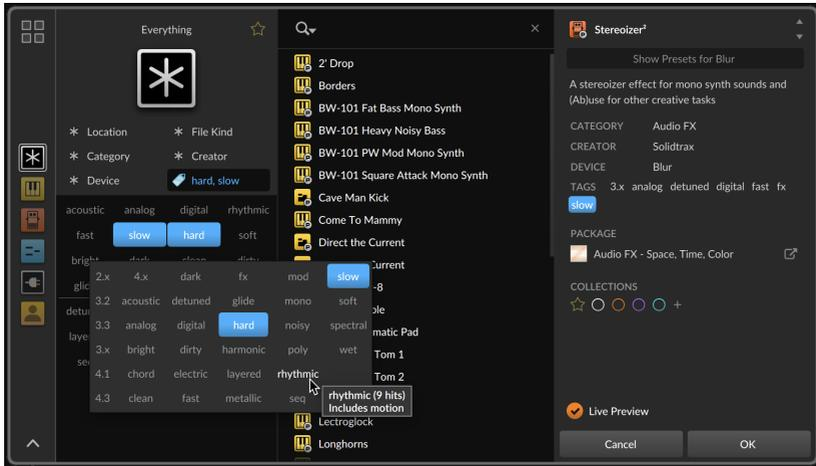 Everything
Location
File Kind
Category
Creator
Device
hard, slow
acoustic analog digital rhythmic
fast slow hard soft
2.x 4.x dark fx mod slow
3.2 acoustic detuned glide mono soft
3.3 analog digital hard noisy spectral
3.x bright dirty harmonic poly wet
4.1 chord electric layered rhythmic
4.3 clean fast metallic seq
rhythmic (9 hits)
Includes motion
2' Drop
Borders
BW-101 Fat Bass Mono Synth
BW-101 Heavy Noisy Bass
BW-101 PW Mod Mono Synth
BW-101 Square Attack Mono Synth
Cave Man Kick
Come To Mammy
Direct the Current
Current
-8
ble
matic Pad
Tom 1
Tom 2
Lectroglock
Longhorns
Stereoizer²
Show Presets for Blur
A stereoizer effect for mono synth sounds and
(Ab)use for other creative tasks
CATEGORY Audio FX
CREATOR Solidtrax
DEVICE Blur
TAGS 3.x analog detuned digital fast fx
slow
PACKAGE
Audio FX - Space, Time, Color
COLLECTIONS
Live Preview
Cancel
OK